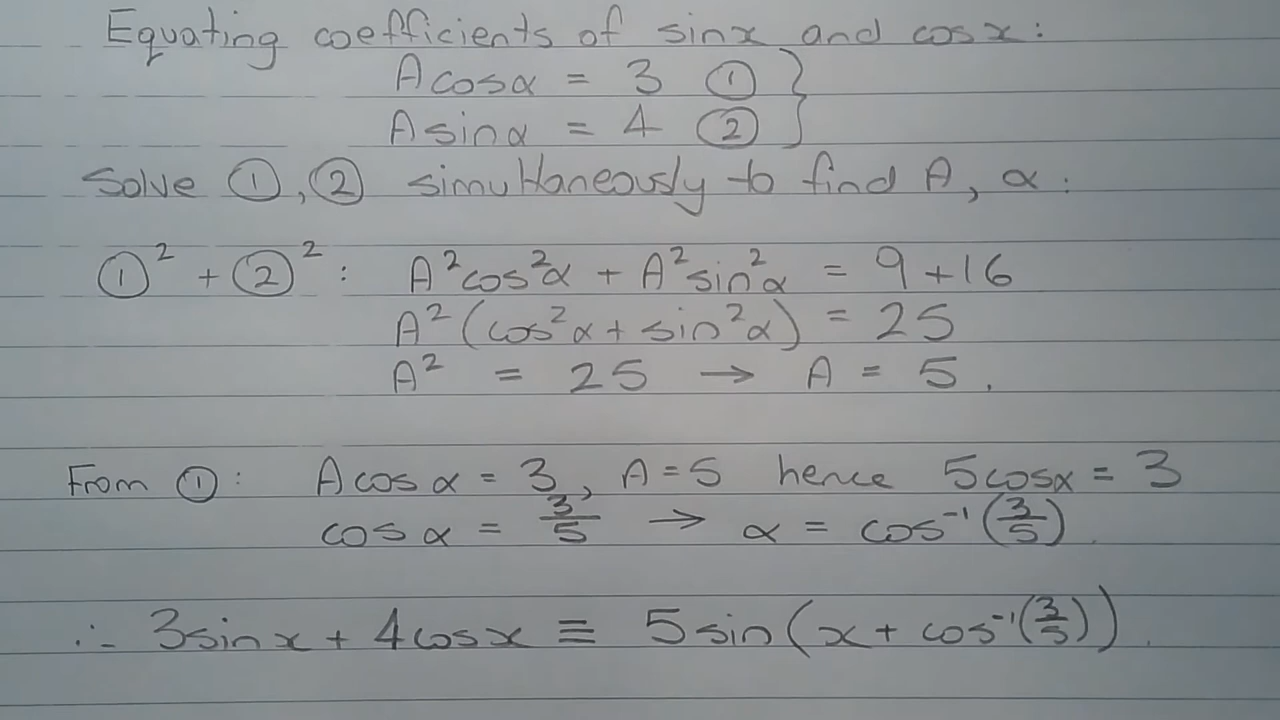 Equating coefficients of sinx and cosx:
Acosα = 3 ① }
Asinα = 4 ②
Solve ①,② simultaneously to find A, α.
①² + ②²: A²cos²α + A²sin²α = 9+16
A²(cos²α + sin²α) = 25
A² = 25 → A = 5.
From ①: Acosα = 3, A=5 hence 5cosα = 3
cosα = 3/5 → α = cos⁻¹(3/5).
∴ 3sinx + 4cosx ≡ 5sin(x + cos⁻¹(3/5)).